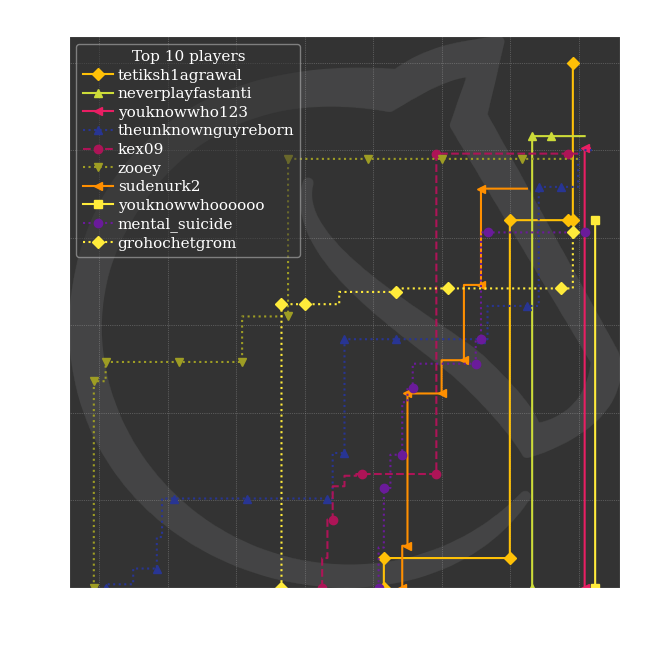 Top 10 players
tetiksh1agrawal
neverplayfastanti
youknowwho123
theunknownguyreborn
kex09
zooey
sudenurk2
youknowwhoooooo
mental_suicide
grohochetgrom